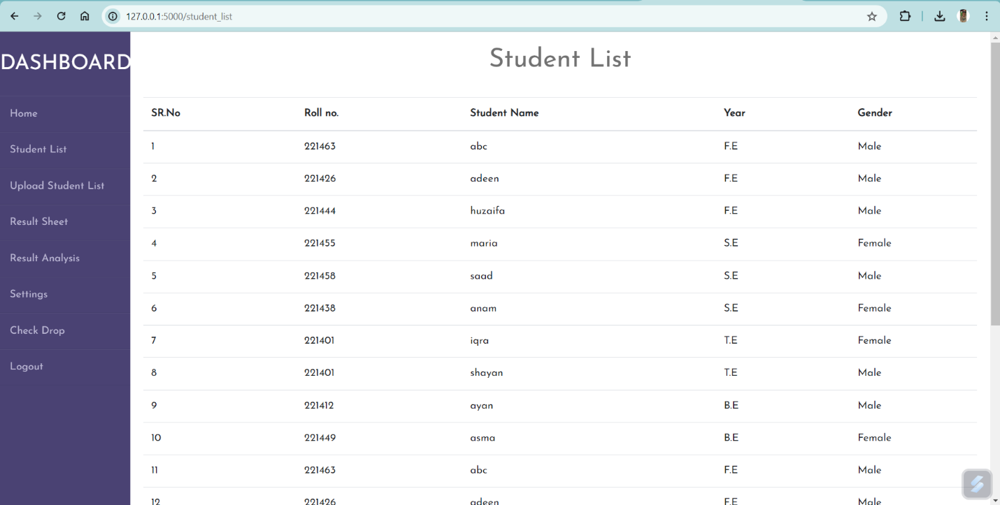 127.0.0.1:5000/student_list
DASHBOARD
Home
Student List
Upload Student List
Result Sheet
Result Analysis
Settings
Check Drop
Logout
Student List
SR.No Roll no. Student Name Year Gender
1 221463 abc F.E Male
2 221426 adeen F.E Male
3 221444 huzaifa F.E Male
4 221455 maria S.E Female
5 221458 saad S.E Male
6 221438 anam S.E Female
7 221401 iqra T.E Female
8 221401 shayan T.E Male
9 221412 ayan B.E Male
10 221449 asma B.E Female
11 221463 abc F.E Male
12 221426 adeen F.E Male